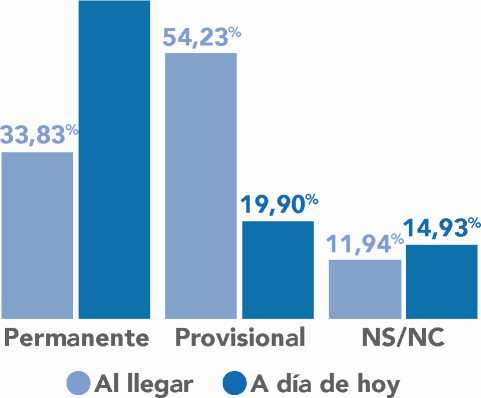 54,23%
33,83%
19,90%
11,94%
14,93%
Permanente Provisional NS/NC
Al llegar A día de hoy